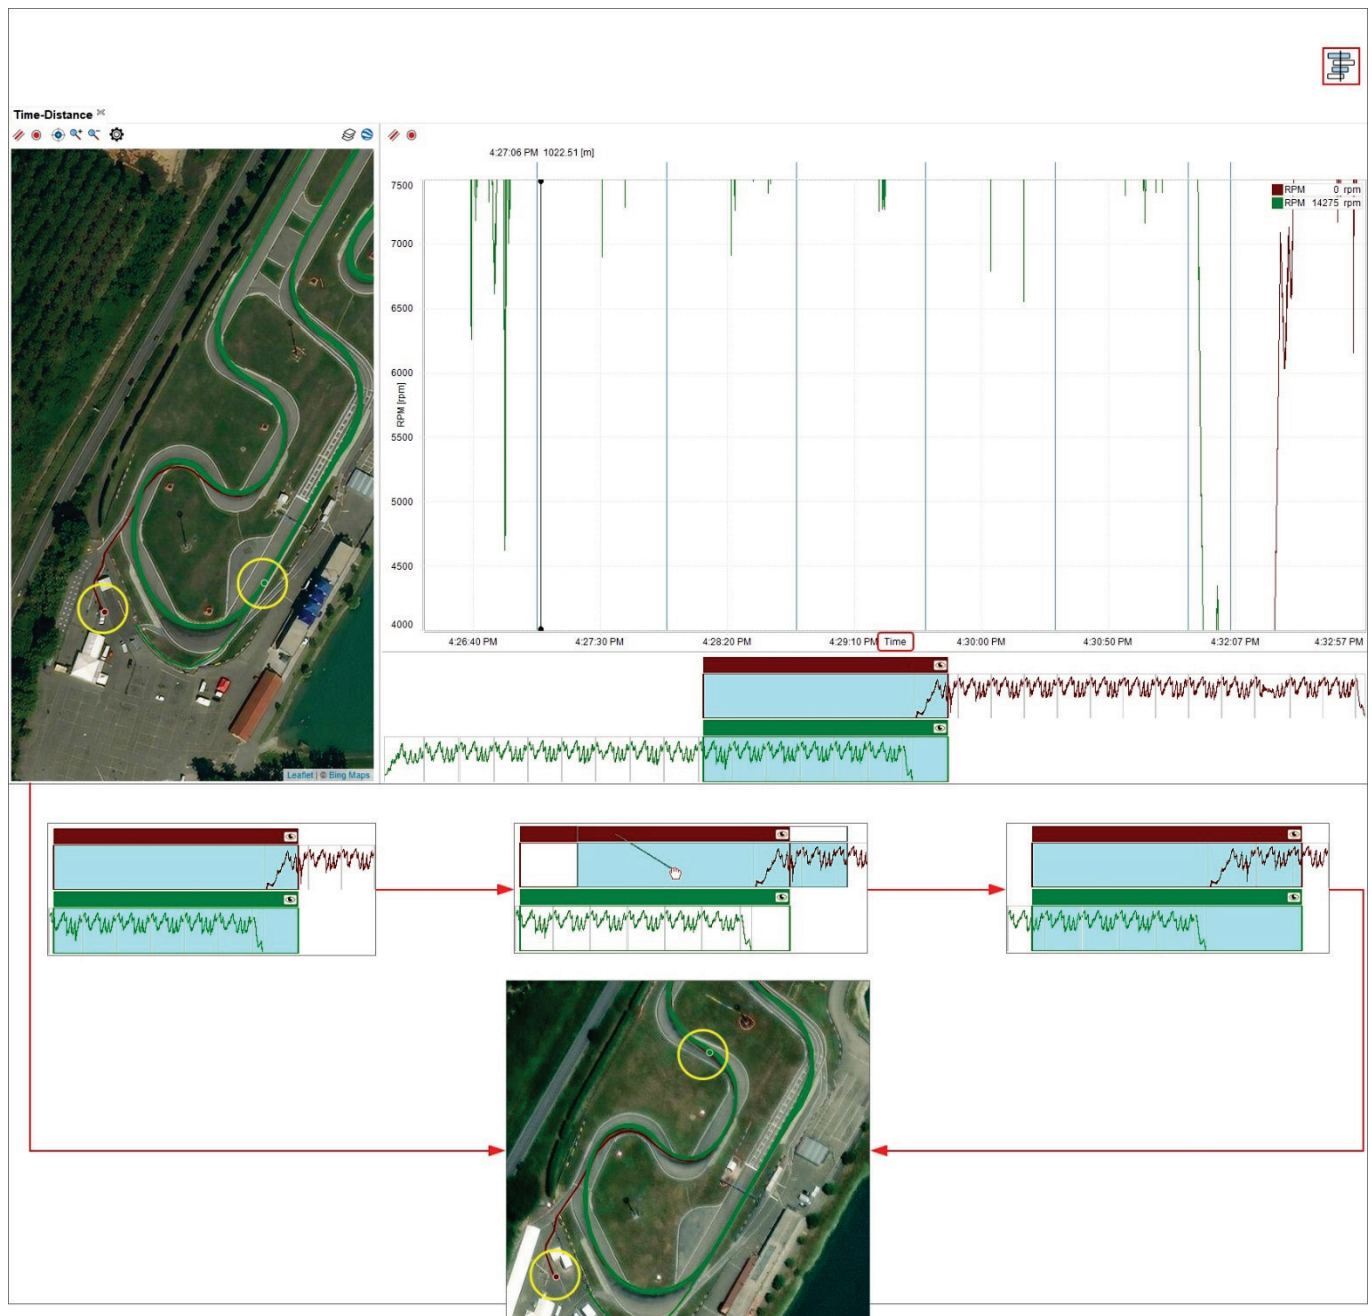 Time-Distance
4:27:06 PM 1022.51 [m]
RPM 0 rpm
RPM 14275 rpm
7500
7000
6500
6000
5500
5000
4500
4000
RPM [rpm]
4:26:40 PM 4:27:30 PM 4:28:20 PM 4:29:10 PM Time 4:30:00 PM 4:30:50 PM 4:32:07 PM 4:32:57 PM
Leaflet | © Bing Maps